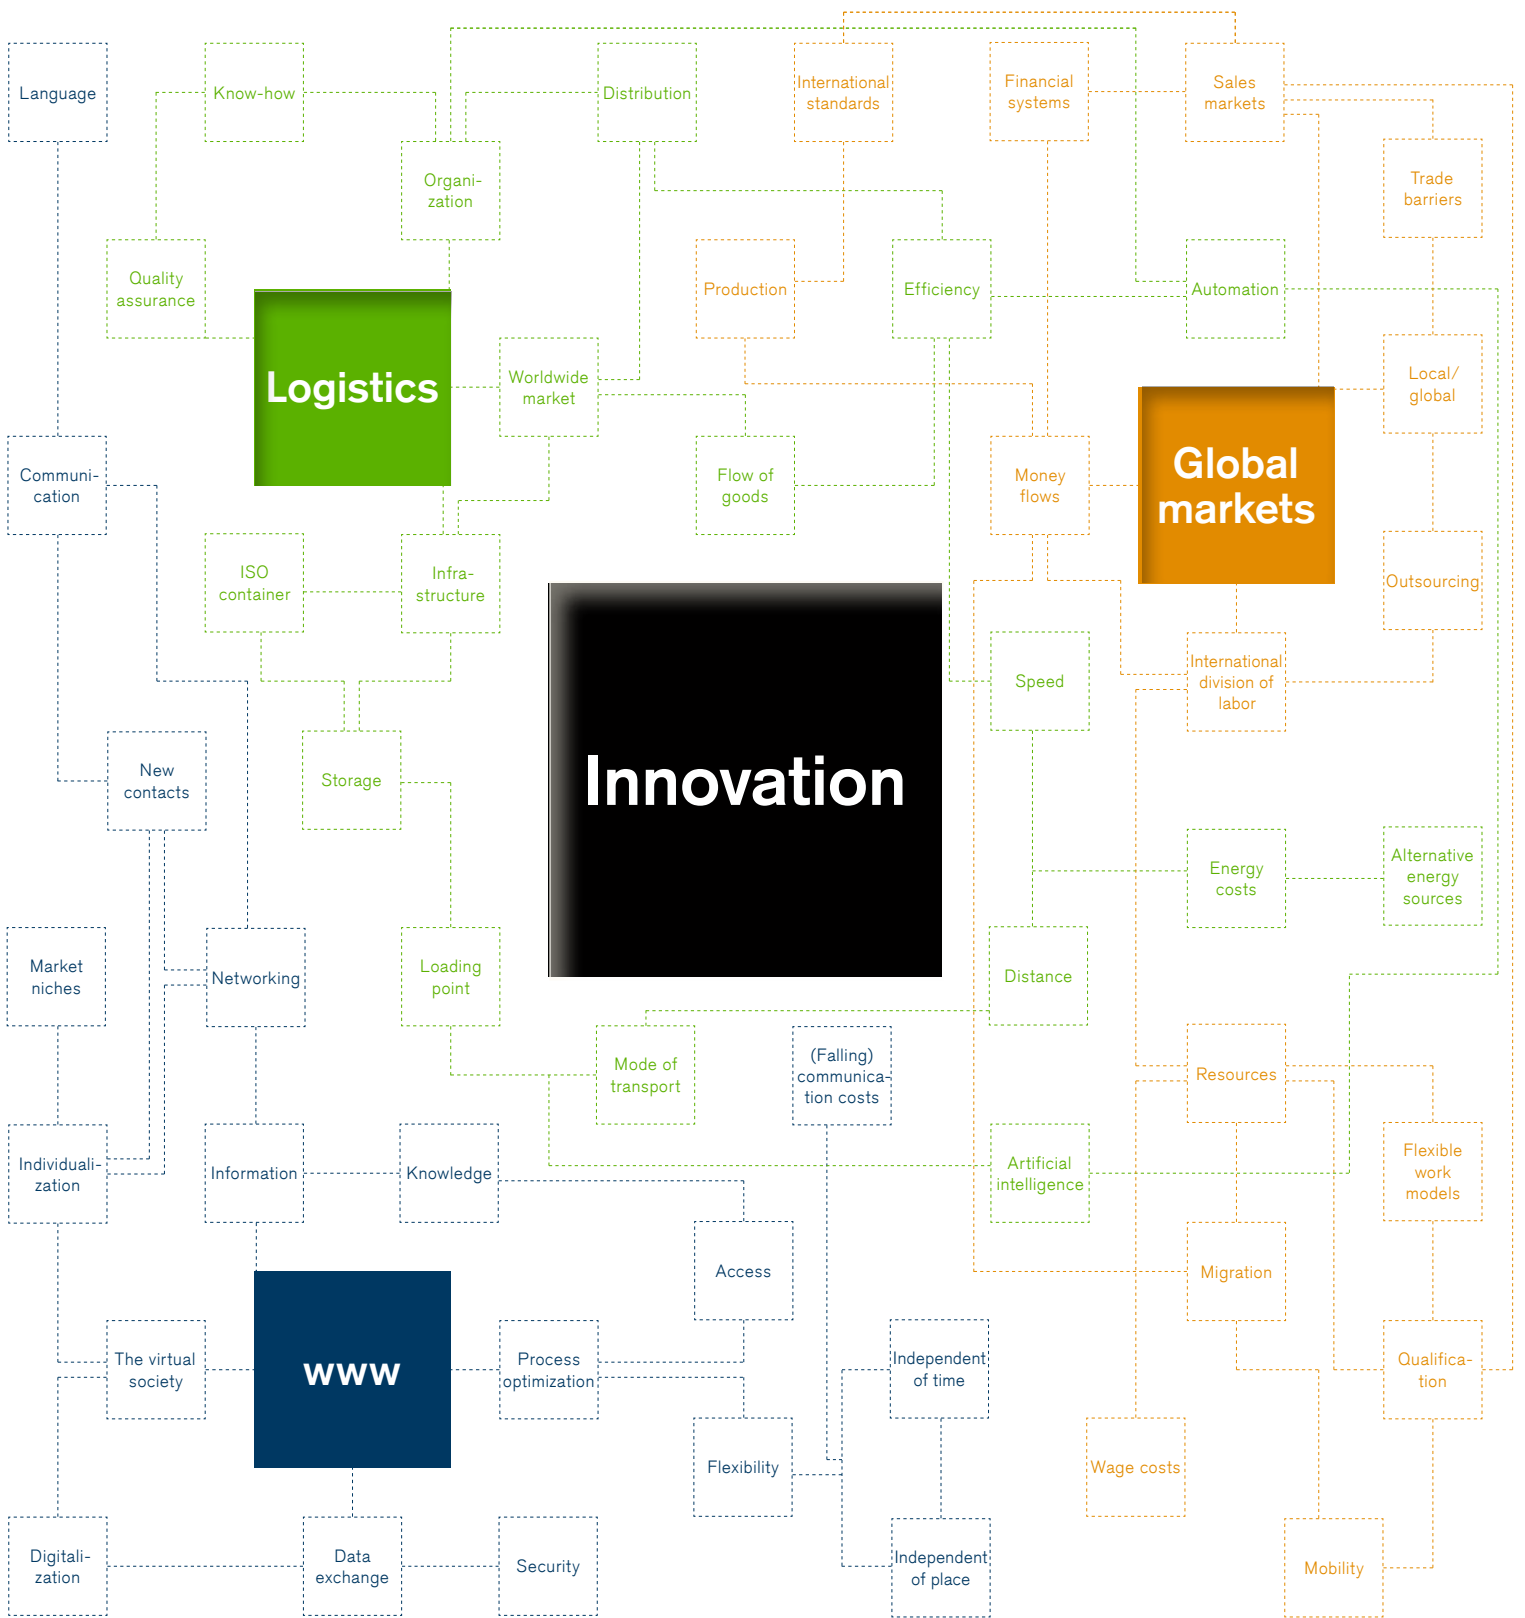 Language
Know-how
Distribution
International
standards
Financial
systems
Sales
markets
Organi-
zation
Trade
barriers
Quality
assurance
Production
Efficiency
Automation
Logistics
Worldwide
market
Local/
global
Communi-
cation
Flow of
goods
Money
flows
Global
markets
ISO
container
Infra-
structure
Outsourcing
Speed
International
division of
labor
New
contacts
Storage
Innovation
Energy
costs
Alternative
energy
sources
Market
niches
Networking
Loading
point
Distance
Mode of
transport
(Falling)
communica-
tion costs
Resources
Individuali-
zation
Information
Knowledge
Artificial
intelligence
Flexible
work
models
Access
Migration
The virtual
society
www
Process
optimization
Independent
of time
Qualifica-
tion
Flexibility
Wage costs
Digitali-
zation
Data
exchange
Security
Independent
of place
Mobility